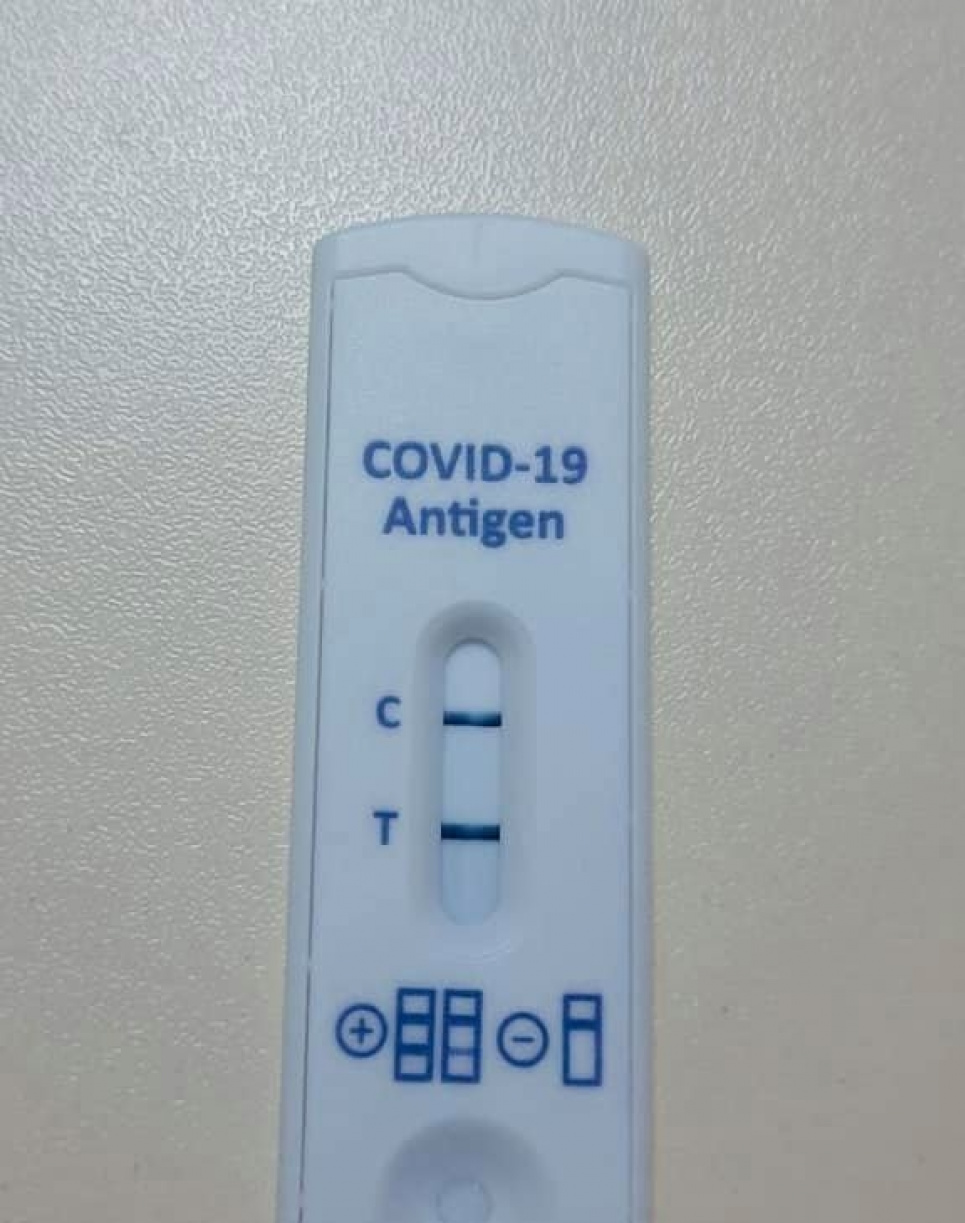 COVID-19
Antigen
C
T
+ -